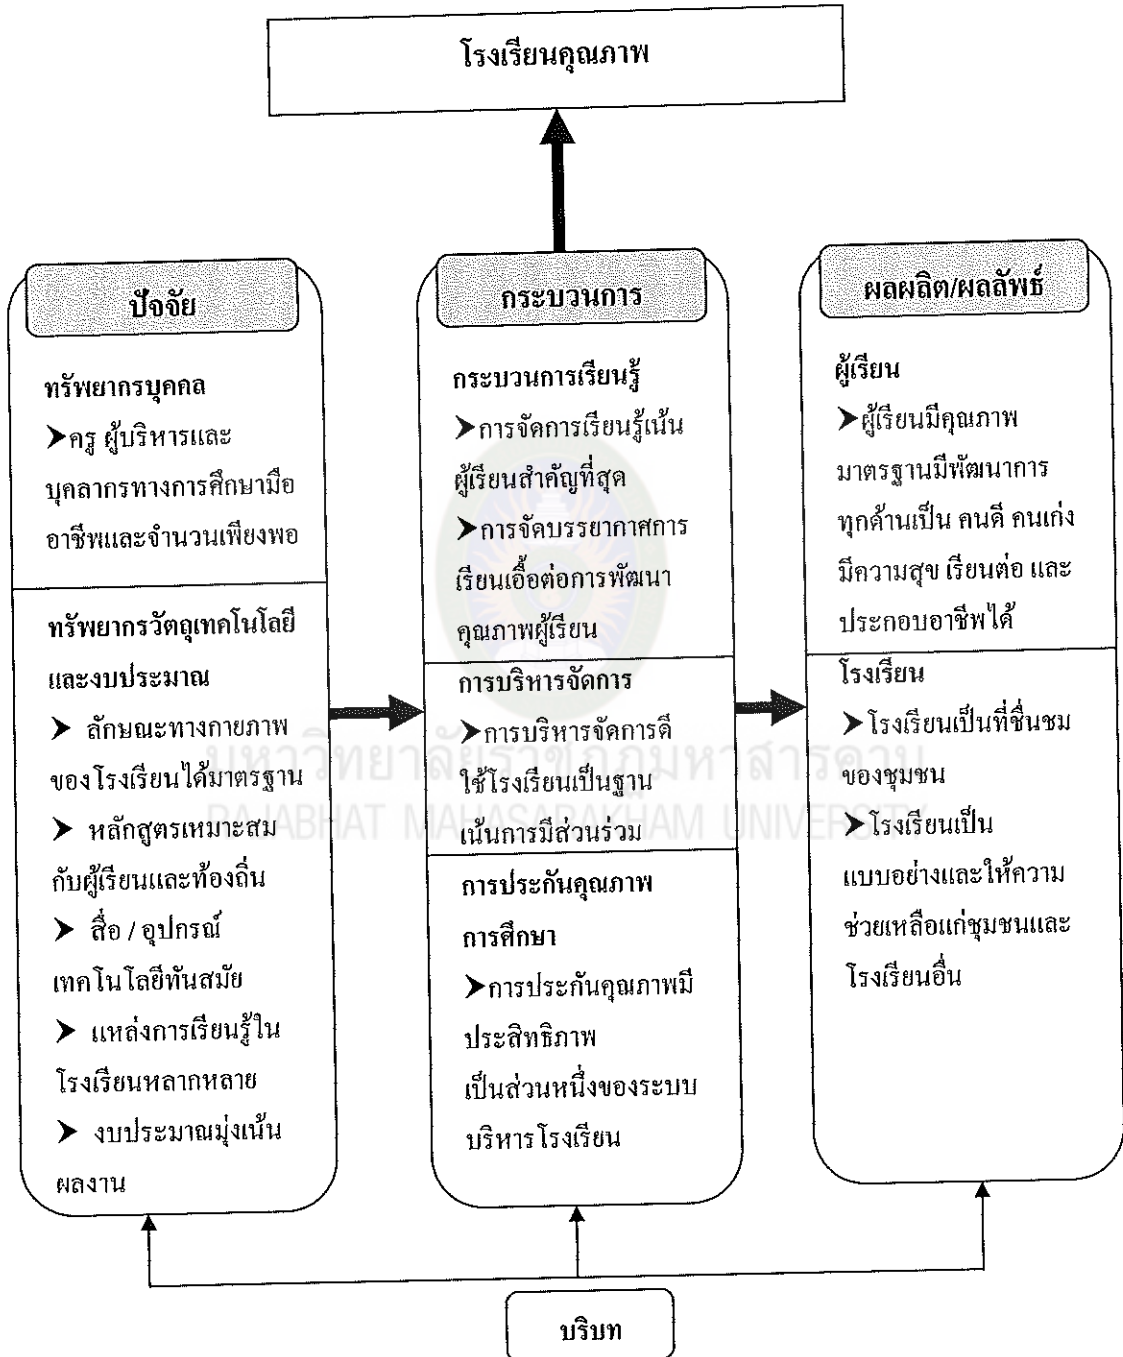 โรงเรียนคุณภาพ
ปัจจัย
ทรัพยากรบุคคล
➤ครู ผู้บริหารและ
บุคลากรทางการศึกษามือ
อาชีพและจำนวนเพียงพอ
ทรัพยากรวัตถุเทคโนโลยี
และงบประมาณ
➤ ลักษณะทางกายภาพ
ของโรงเรียนได้มาตรฐาน
➤ หลักสูตรเหมาะสม
กับผู้เรียนและท้องถิ่น
➤ สื่อ / อุปกรณ์
เทคโนโลยีทันสมัย
➤ แหล่งการเรียนรู้ใน
โรงเรียนหลากหลาย
➤ งบประมาณมุ่งเน้น
ผลงาน
กระบวนการ
กระบวนการเรียนรู้
➤การจัดการเรียนรู้เน้น
ผู้เรียนสำคัญที่สุด
➤การจัดบรรยากาศการ
เรียนเอื้อต่อการพัฒนา
คุณภาพผู้เรียน
การบริหารจัดการ
➤การบริหารจัดการดี
ใช้โรงเรียนเป็นฐาน
เน้นการมีส่วนร่วม
การประกันคุณภาพ
การศึกษา
➤การประกันคุณภาพมี
ประสิทธิภาพ
เป็นส่วนหนึ่งของระบบ
บริหารโรงเรียน
ผลผลิต/ผลลัพธ์
ผู้เรียน
➤ผู้เรียนมีคุณภาพ
มาตรฐานมีพัฒนาการ
ทุกด้านเป็น คนดี คนเก่ง
มีความสุข เรียนต่อ และ
ประกอบอาชีพได้
โรงเรียน
➤โรงเรียนเป็นที่ชื่นชม
ของชุมชน
➤โรงเรียนเป็น
แบบอย่างและให้ความ
ช่วยเหลือแก่ชุมชนและ
โรงเรียนอื่น
บริบท
มหาวิทยาลัยราชภัฏมหาสารคาม
RAJABHAT MAHASARAKHAM UNIVERSITY